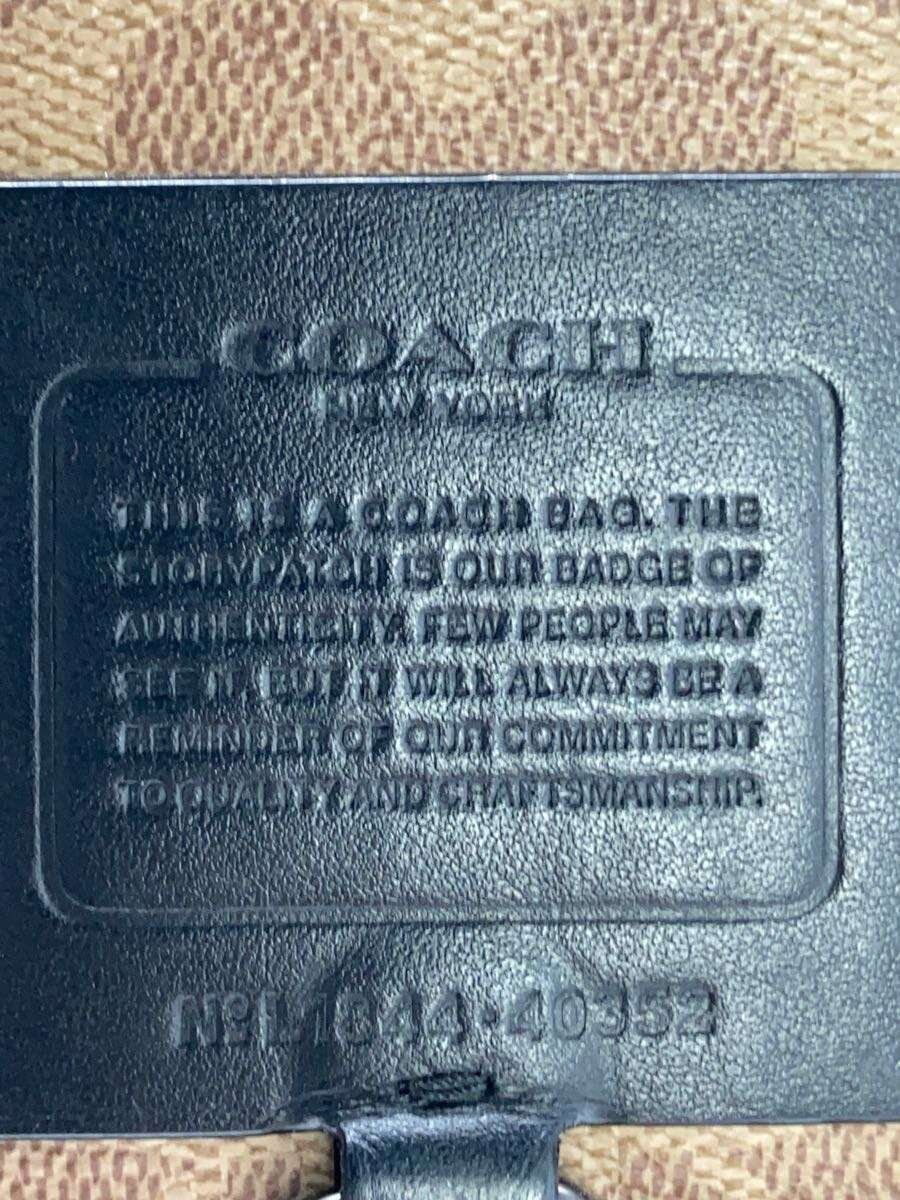 COACH
NEW YORK
THIS IS A COACH BAG. THE
STORYPATCH IS OUR BADGE OF
AUTHENTICITY. FEW PEOPLE MAY
SEE IT, BUT IT WILL ALWAYS BE A
REMINDER OF OUR COMMITMENT
TO QUALITY AND CRAFTSMANSHIP.
Nº L1844-40352